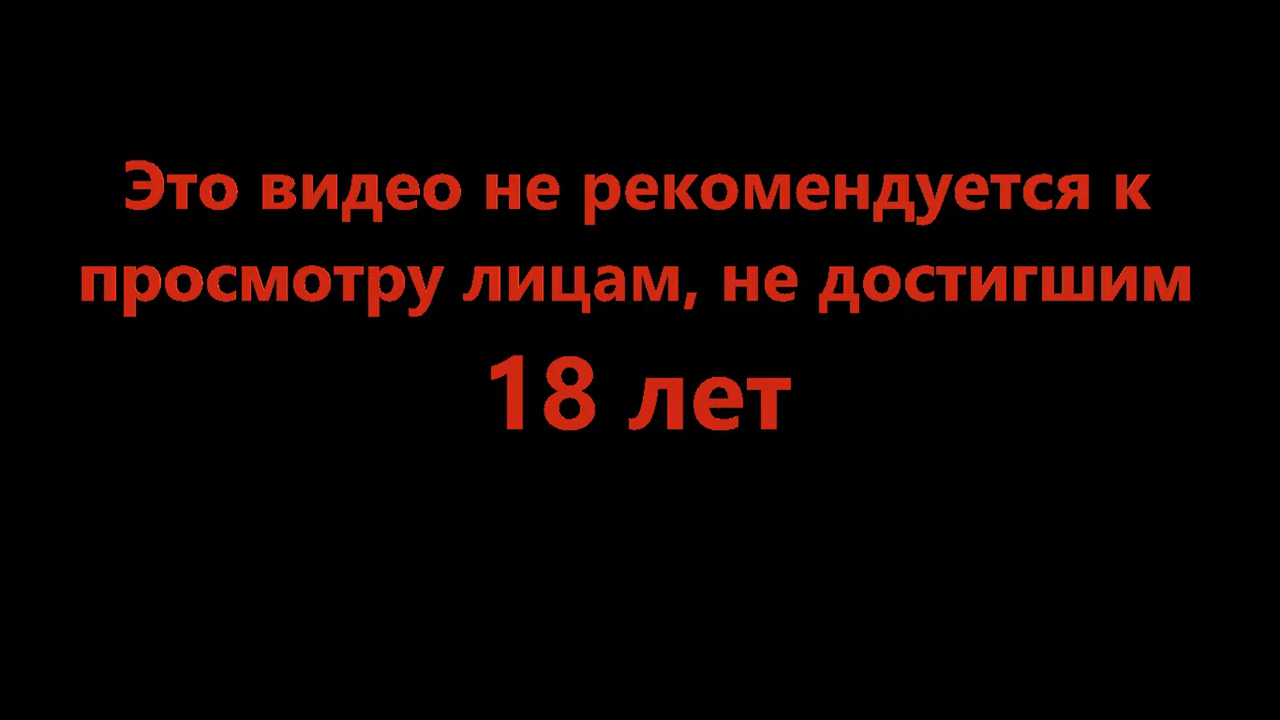 Это видео не рекомендуется к
просмотру лицам, не достигшим
18 лет